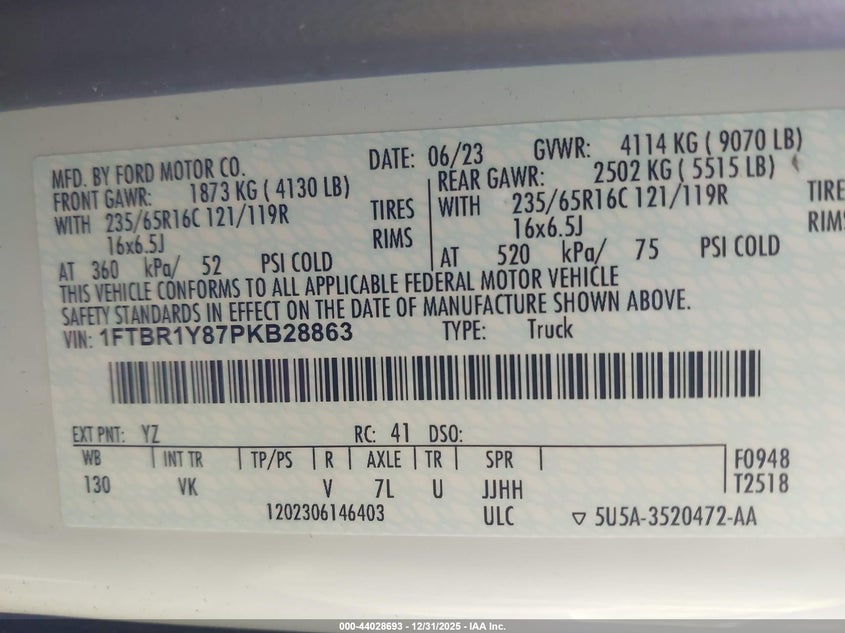 MFD. BY FORD MOTOR CO. DATE: 06/23 GVWR: 4114 KG ( 9070 LB)
FRONT GAWR: 1873 KG ( 4130 LB) REAR GAWR: 2502 KG ( 5515 LB)
WITH 235/65R16C 121/119R TIRES WITH 235/65R16C 121/119R TIRES
16x6.5J RIMS 16x6.5J RIMS
AT 360 kPa/ 52 PSI COLD AT 520 kPa/ 75 PSI COLD
THIS VEHICLE CONFORMS TO ALL APPLICABLE FEDERAL MOTOR VEHICLE
SAFETY STANDARDS IN EFFECT ON THE DATE OF MANUFACTURE SHOWN ABOVE.
VIN: 1FTBR1Y87PKB28863 TYPE: Truck
EXT PNT: YZ RC: 41 DSO:
WB INT TR TP/PS R AXLE TR SPR F0948
130 VK V 7L U JJHH T2518
1202306146403 ULC ▽ 5U5A-3520472-AA
000-44028693 - 12/31/2025 - IAA Inc.